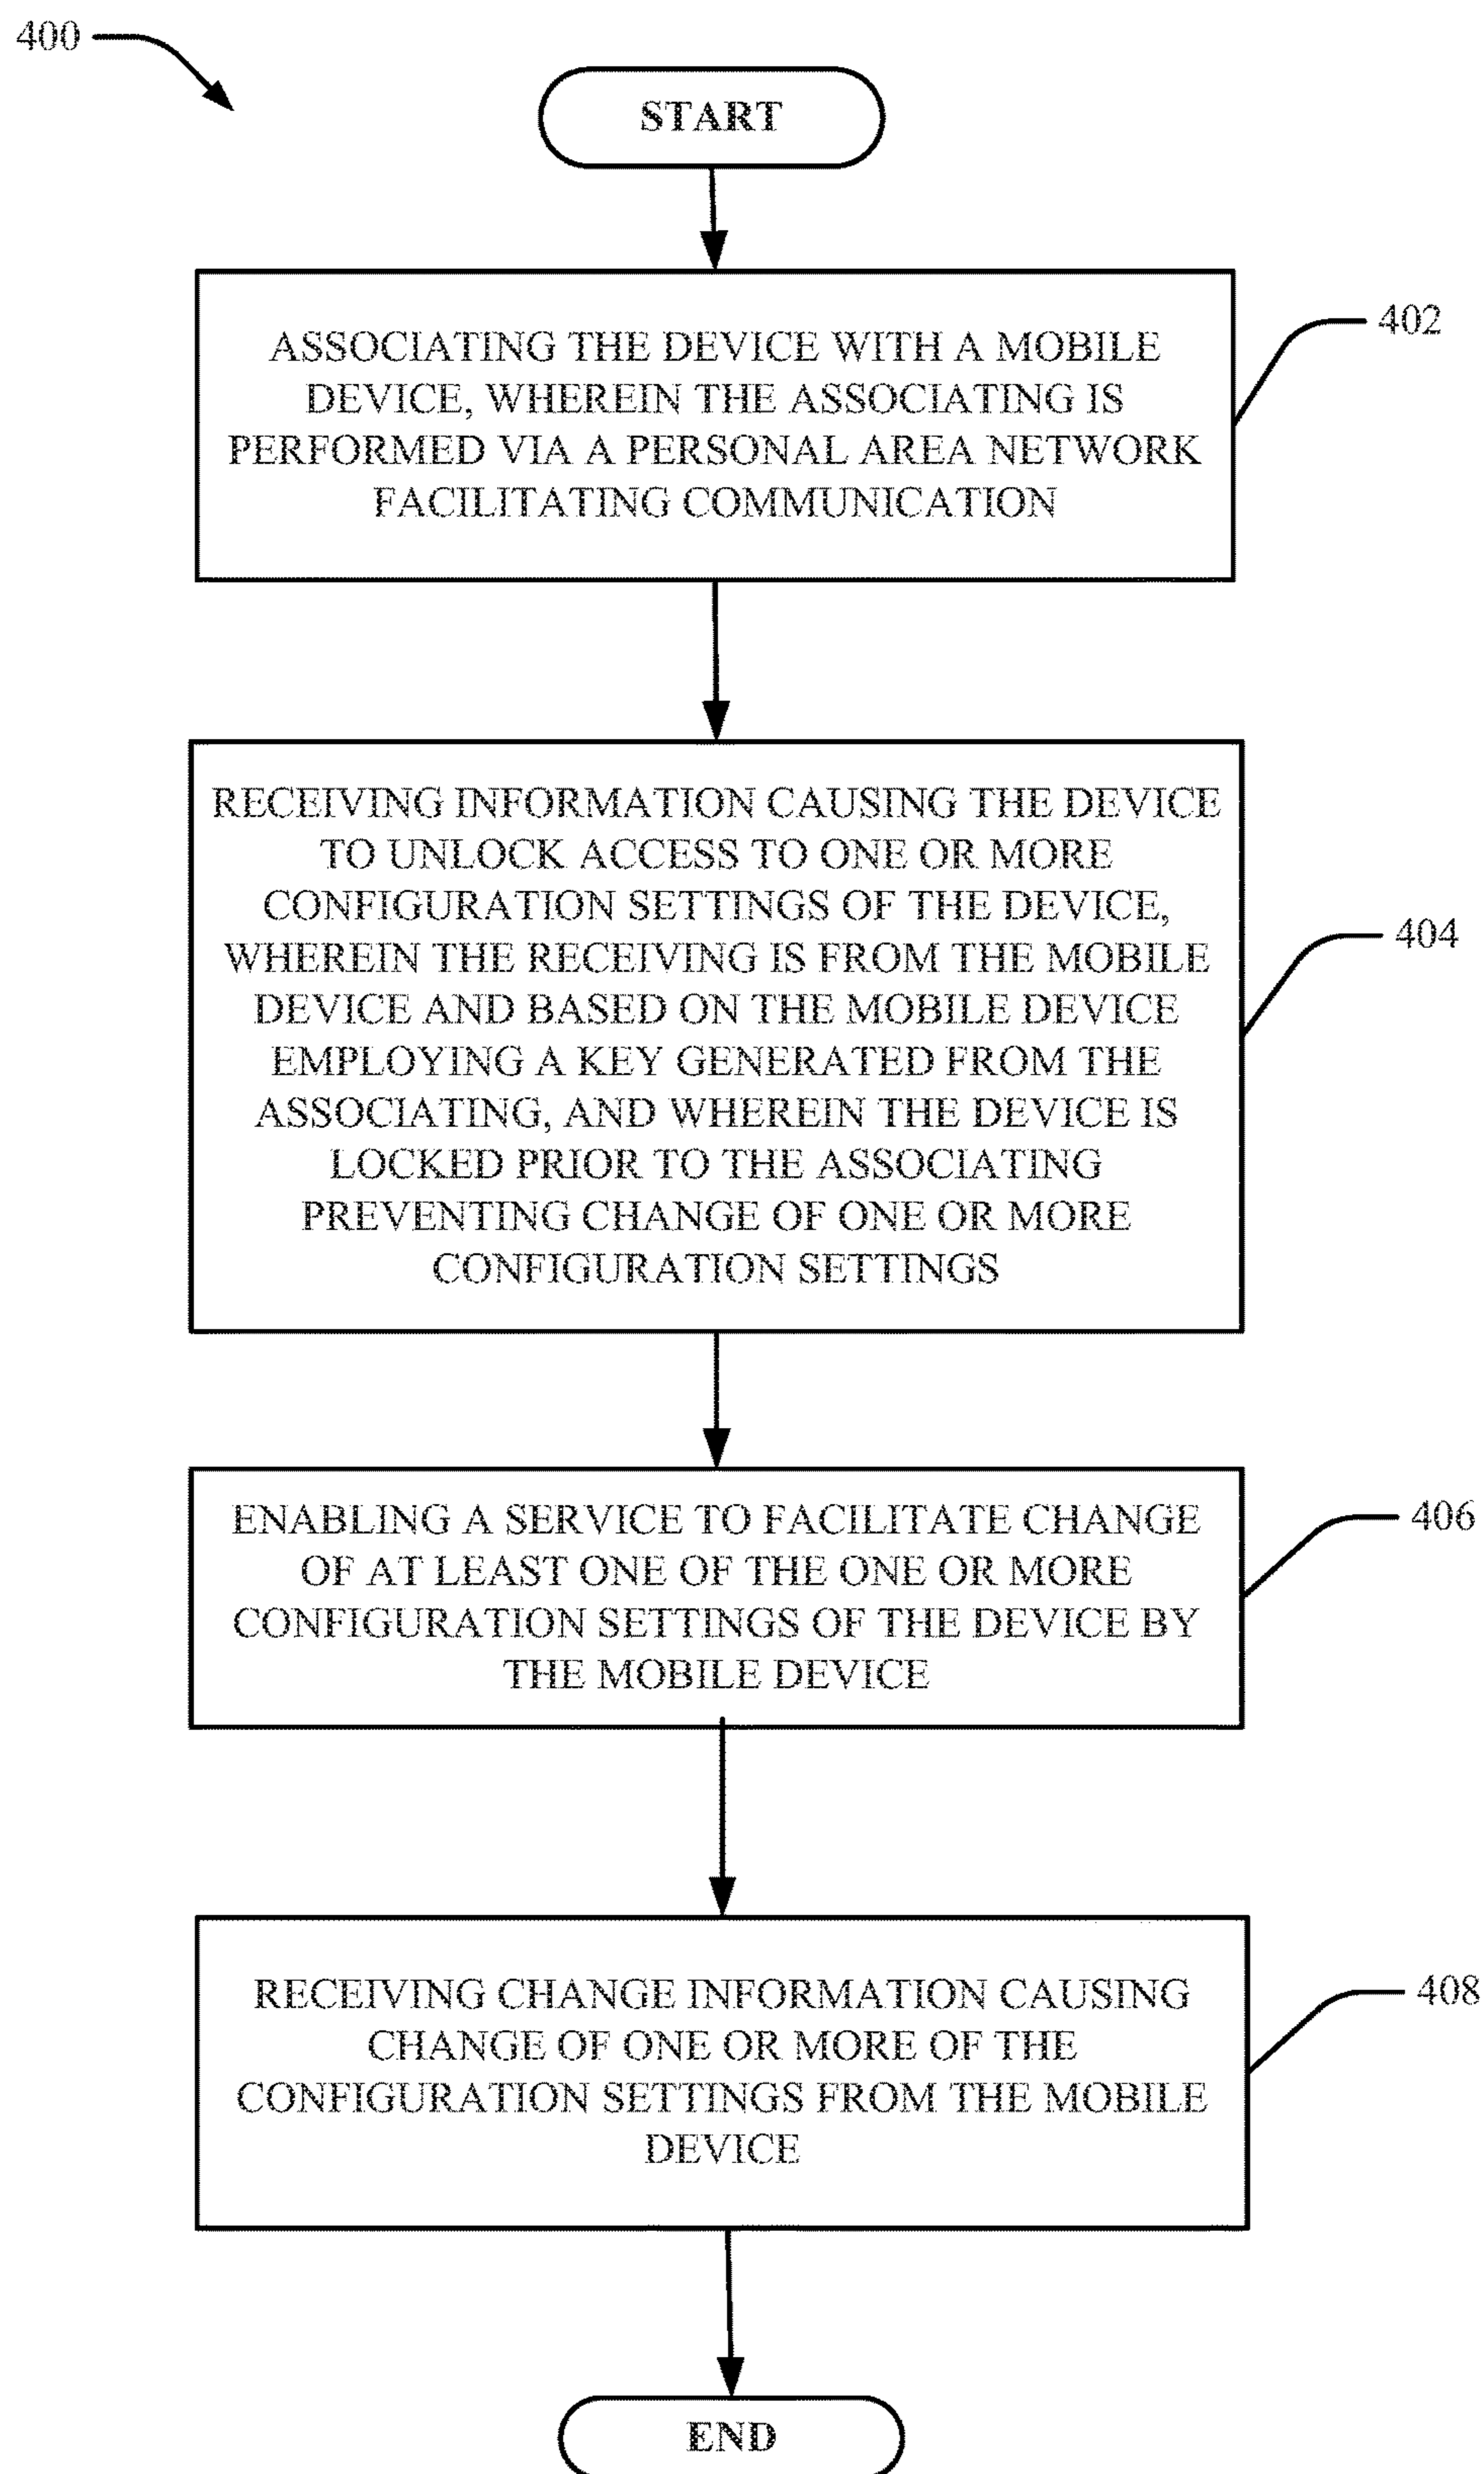 400
START
ASSOCIATING THE DEVICE WITH A MOBILE
DEVICE, WHEREIN THE ASSOCIATING IS
PERFORMED VIA A PERSONAL AREA NETWORK
FACILITATING COMMUNICATION
402
RECEIVING INFORMATION CAUSING THE DEVICE
TO UNLOCK ACCESS TO ONE OR MORE
CONFIGURATION SETTINGS OF THE DEVICE,
WHEREIN THE RECEIVING IS FROM THE MOBILE
DEVICE AND BASED ON THE MOBILE DEVICE
EMPLOYING A KEY GENERATED FROM THE
ASSOCIATING, AND WHEREIN THE DEVICE IS
LOCKED PRIOR TO THE ASSOCIATING
PREVENTING CHANGE OF ONE OR MORE
CONFIGURATION SETTINGS
404
ENABLING A SERVICE TO FACILITATE CHANGE
OF AT LEAST ONE OF THE ONE OR MORE
CONFIGURATION SETTINGS OF THE DEVICE BY
THE MOBILE DEVICE
406
RECEIVING CHANGE INFORMATION CAUSING
CHANGE OF ONE OR MORE OF THE
CONFIGURATION SETTINGS FROM THE MOBILE
DEVICE
408
END